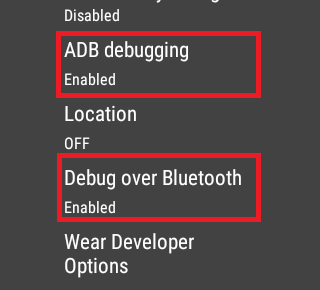 Disabled
ADB debugging
Enabled
Location
OFF
Debug over Bluetooth
Enabled
Wear Developer
Options